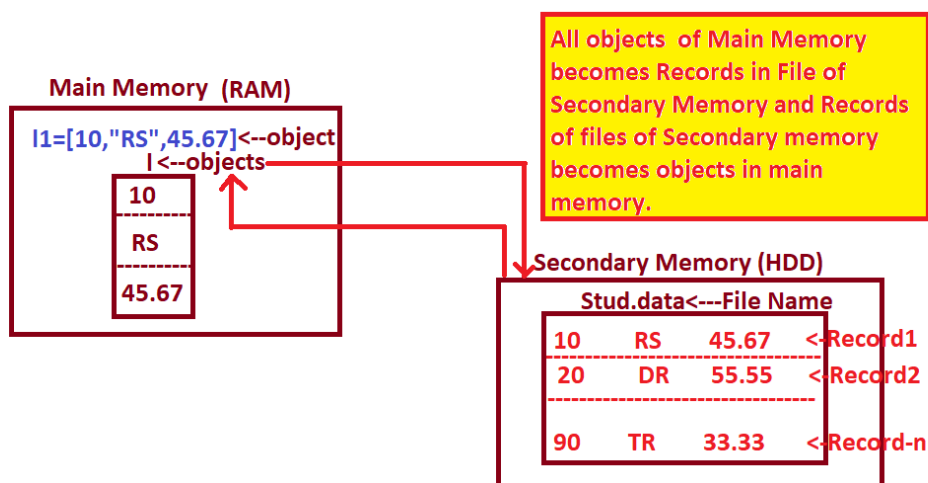 All objects of Main Memory
becomes Records in File of
Secondary Memory and Records
of files of Secondary memory
becomes objects in main
memory.
Main Memory (RAM)
l1=[10,"RS",45.67]<--object
l<--objects
10
RS
45.67
Secondary Memory (HDD)
Stud.data<---File Name
10 RS 45.67 <-Record1
20 DR 55.55 <-Record2
90 TR 33.33 <-Record-n